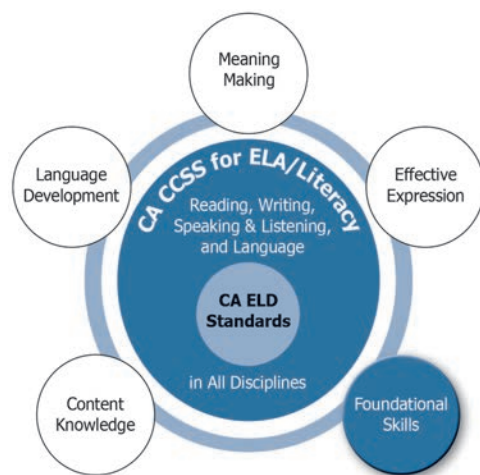 Meaning
Making
Language
Development
Effective
Expression
CA CCSS for ELA/Literacy
Reading, Writing,
Speaking & Listening,
and Language
CA ELD
Standards
in All Disciplines
Content
Knowledge
Foundational
Skills